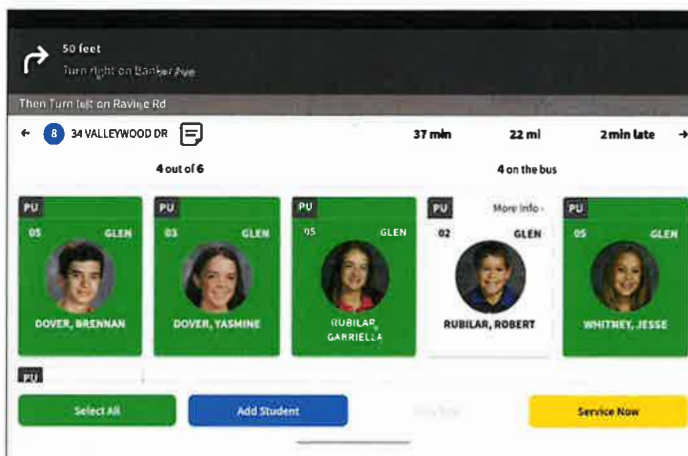 50 feet
Turn right on Banker Ave
Then Turn left on Ravine Rd
← 8 34 VALLEYWOOD DR 37 min 22 mi 2 min late →
4 out of 6 4 on the bus
PU PU PU PU More Info › PU
05 GLEN 03 GLEN 05 GLEN 02 GLEN 05 GLEN
DOVER, BRENNAN DOVER, YASMINE RUBILAR, RUBILAR, ROBERT WHITNEY, JESSE
GABRIELLA
PU
Select All Add Student Service Now